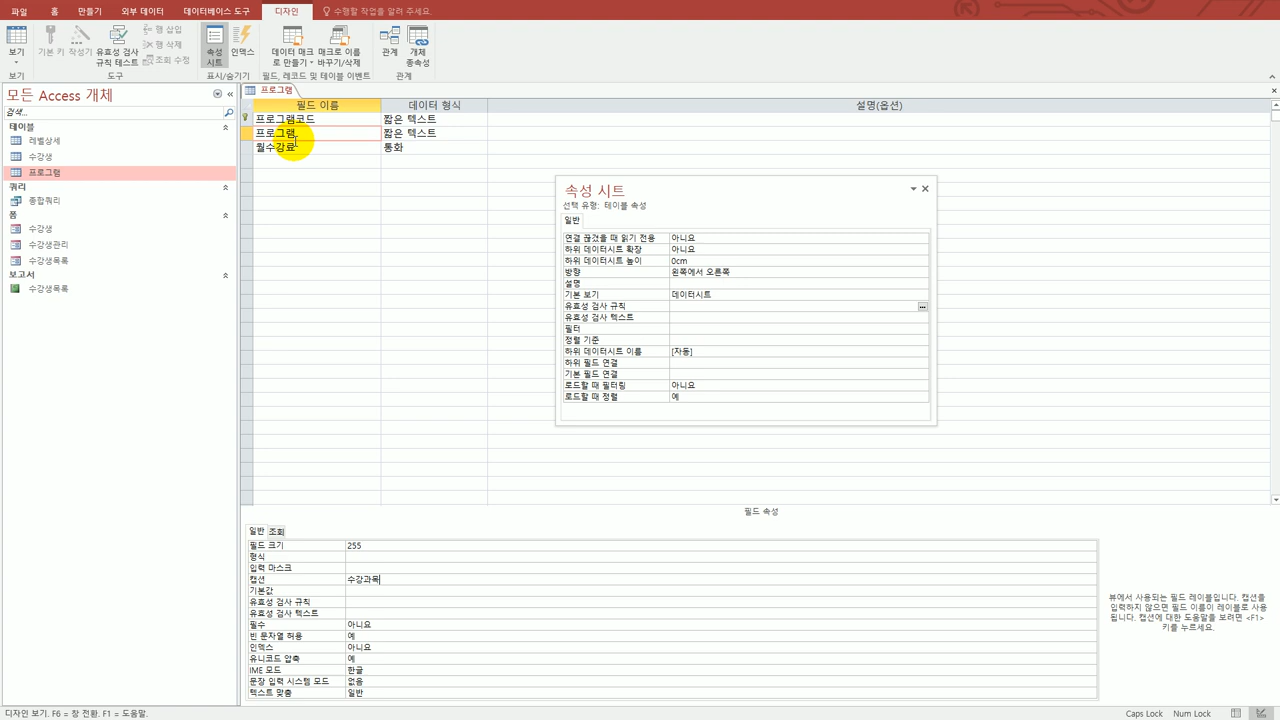 파일 홈 만들기 외부 데이터 데이터베이스 도구 디자인 수행할 작업을 알려 주세요.
보기
기본 키
작성기
유효성 검사
규칙 테스트
행 삽입
행 삭제
조회 수정
속성
시트
인덱스
데이터 매크
로 만들기
매크로 이름
바꾸기/삭제
관계
개체
종속성
보기 도구 표시/숨기기 필드, 레코드 및 테이블 이벤트 관계
모든 Access 개체
검색...
테이블
레벨상세
수강생
프로그램
쿼리
종합쿼리
폼
수강생
수강생관리
수강생목록
보고서
수강생목록
프로그램
필드 이름 데이터 형식 설명(옵션)
프로그램코드 짧은 텍스트
프로그램 짧은 텍스트
월수강료 통화
속성 시트
선택 유형: 테이블 속성
일반
연결 끊겼을 때 읽기 전용 아니요
하위 데이터시트 확장 아니요
하위 데이터시트 높이 0cm
방향 왼쪽에서 오른쪽
설명
기본 보기 데이터시트
유효성 검사 규칙
유효성 검사 텍스트
필터
정렬 기준
하위 데이터시트 이름 [자동]
하위 필드 연결
기본 필드 연결
로드할 때 필터링 아니요
로드할 때 정렬 예
필드 속성
일반 조회
필드 크기 255
형식
입력 마스크
캡션 수강과목
기본값
유효성 검사 규칙
유효성 검사 텍스트
필수 아니요
빈 문자열 허용 예
인덱스 아니요
유니코드 압축 예
IME 모드 한글
문장 입력 시스템 모드 없음
텍스트 맞춤 일반
뷰에서 사용되는 필드 레이블입니다. 캡션을
입력하지 않으면 필드 이름이 레이블로 사용
됩니다. 캡션에 대한 도움말을 보려면 <F1>
키를 누르세요.
디자인 보기. F6 = 창 전환. F1 = 도움말. Caps Lock Num Lock